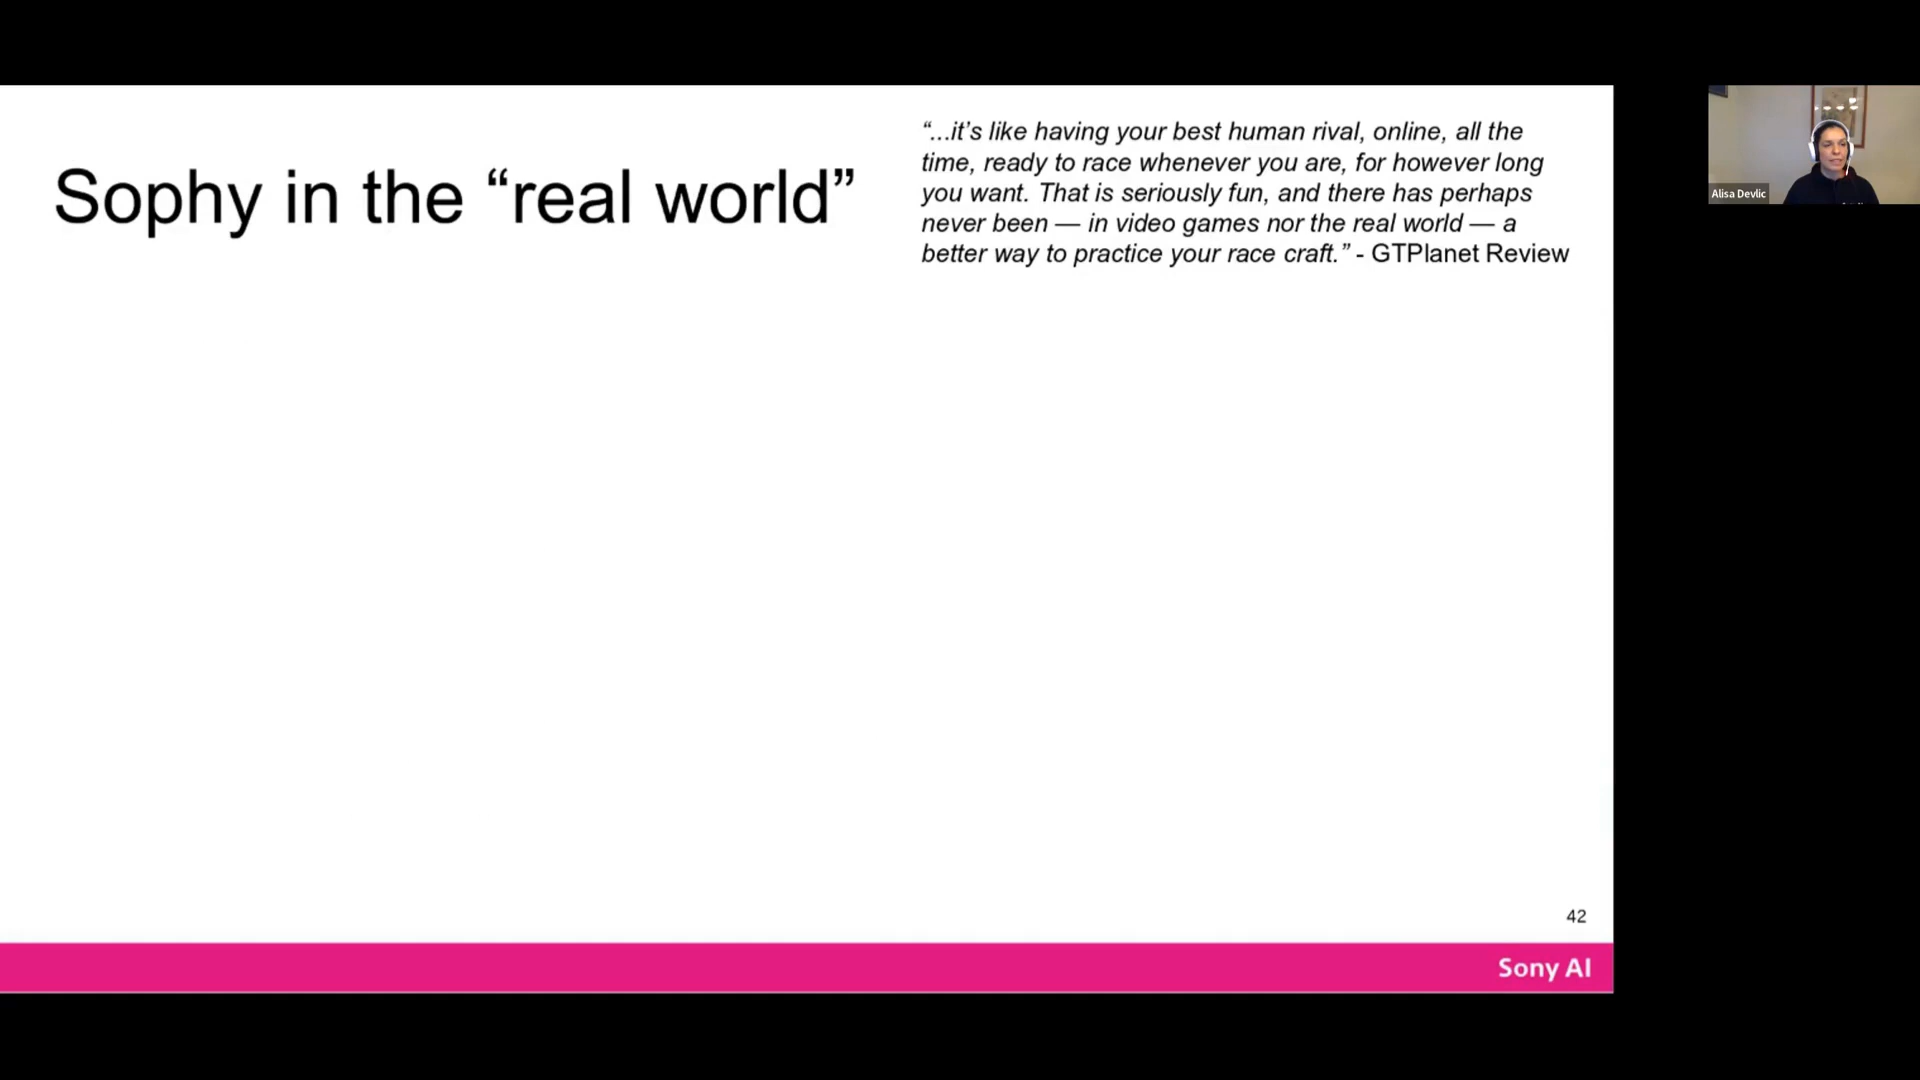 Sophy in the “real world”
“...it’s like having your best human rival, online, all the
time, ready to race whenever you are, for however long
you want. That is seriously fun, and there has perhaps
never been — in video games nor the real world — a
better way to practice your race craft.” - GTPlanet Review
Alisa Devlic
42
Sony AI